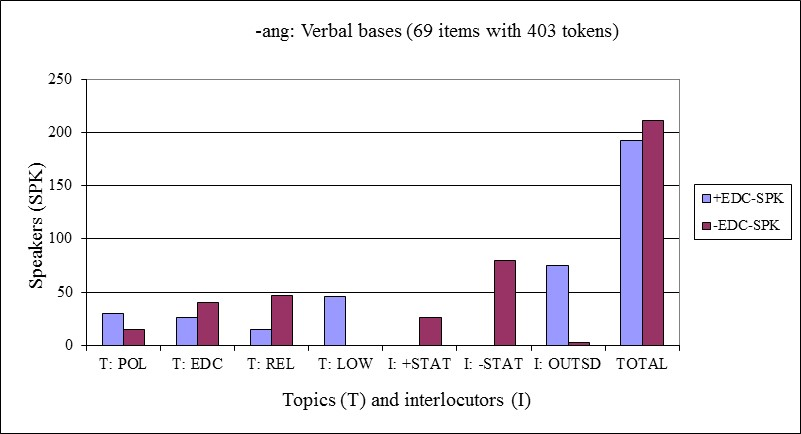 -ang: Verbal bases (69 items with 403 tokens)
250
200
150
100
50
0
Speakers (SPK)
T: POL T: EDC T: REL T: LOW I: +STAT I: -STAT I: OUTSD TOTAL
Topics (T) and interlocutors (I)
+EDC-SPK
-EDC-SPK